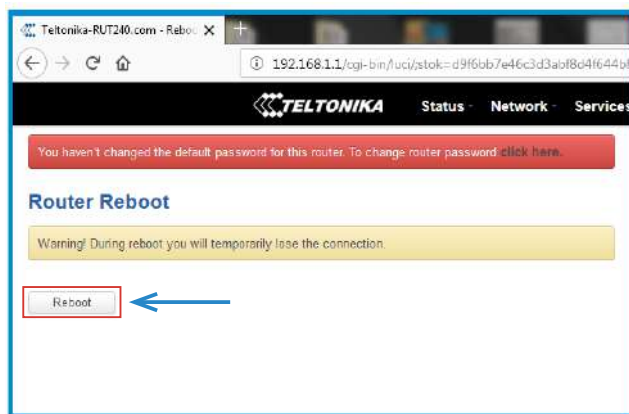 Teltonika-RUT240.com - Reboo
192.168.1.1/cgi-bin/luci/;stok=d9f6bb7e46c3d3abf8d4f644b
TELTONIKA Status Network Services
You haven't changed the default password for this router. To change router password click here.
Router Reboot
Warning! During reboot you will temporarily lose the connection.
Reboot